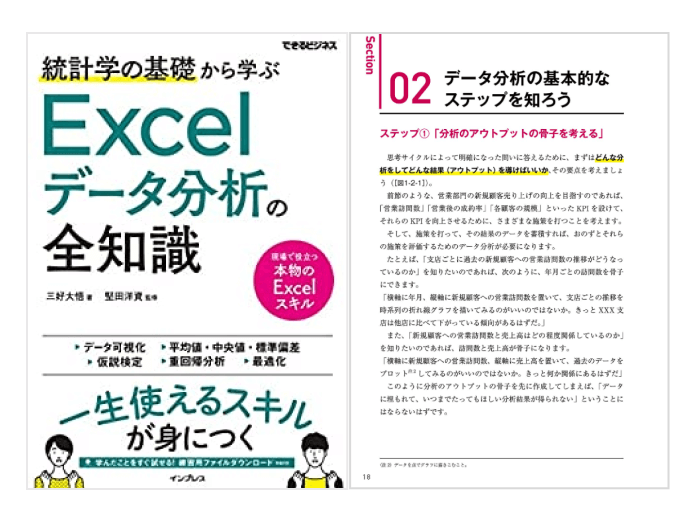 できるビジネス
統計学の基礎から学ぶ
Excel
データ分析の
全知識
三好大悟 著 堅田洋資 監修
現場で役立つ
本物の
Excel
スキル
▸データ可視化 ▸平均値・中央値・標準偏差
▸仮説検定 ▸重回帰分析 ▸最適化
一生使えるスキル
が身につく
学んだことをすぐ試せる! 練習用ファイルダウンロード
インプレス
Section
02
データ分析の基本的な
ステップを知ろう
ステップ①「分析のアウトプットの骨子を考える」
思考サイクルによって明確になった問いに答えるために、まずはどんな分
析をしてどんな結果(アウトプット)を導けばいいか、その要点を考えましょ
う([図1-2-1])。
前節のような、営業部門の新規顧客売り上げの向上を目指すのであれば、
「営業訪問数」「営業後の成約率」「各顧客の規模」といった KPI を設けて、
それらの KPI を向上させるために、さまざまな施策を打つことを考えます。
そして、施策を打って、その結果のデータを蓄積すれば、おのずとそれら
の施策を評価するためのデータ分析が必要になります。
たとえば、「支店ごとに過去の新規顧客への営業訪問数の推移がどうなっ
ているのか」を知りたいのであれば、次のように、年月ごとの訪問数を骨子
にできます。
「横軸に年月、縦軸に新規顧客への営業訪問数を置いて、支店ごとの推移を
時系列の折れ線グラフを描いてみるのがいいのではないか。きっと XXX 支
店は他店に比べて下がっている傾向があるはずだ。」
また、「新規顧客への営業訪問数と売上高はどの程度関係しているのか」
を知りたいのであれば、訪問数と売上高が骨子になります。
「横軸に新規顧客への営業訪問数、縦軸に売上高を置いて、過去のデータを
プロット※2してみるのがいいのではないか。きっと何か関係にあるはずだ」
このように分析のアウトプットの骨子を先に作成してしまえば、「データ
に埋もれて、いつまでたってもほしい分析結果が得られない」ということに
はならないはずです。
データを点でグラフに描きこむこと。
18